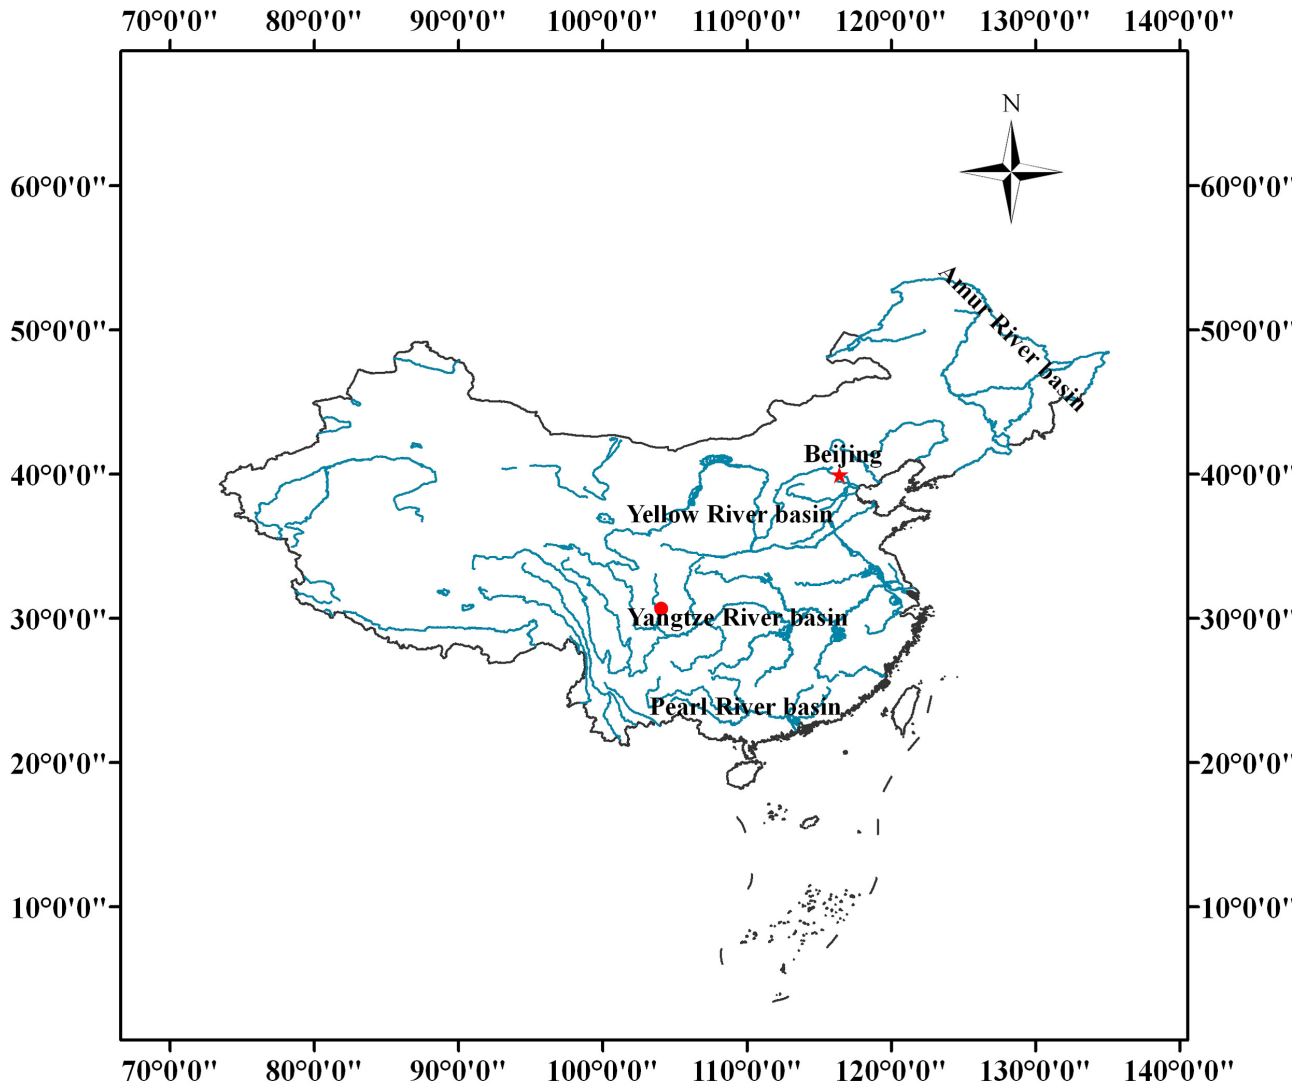 70°0'0" 80°0'0" 90°0'0" 100°0'0" 110°0'0" 120°0'0" 130°0'0" 140°0'0"
N
60°0'0" 60°0'0"
Amur River basin
50°0'0" 50°0'0"
Beijing
40°0'0" 40°0'0"
Yellow River basin
30°0'0" 30°0'0"
Yangtze River basin
Pearl River basin
20°0'0" 20°0'0"
10°0'0" 10°0'0"
70°0'0" 80°0'0" 90°0'0" 100°0'0" 110°0'0" 120°0'0" 130°0'0" 140°0'0"